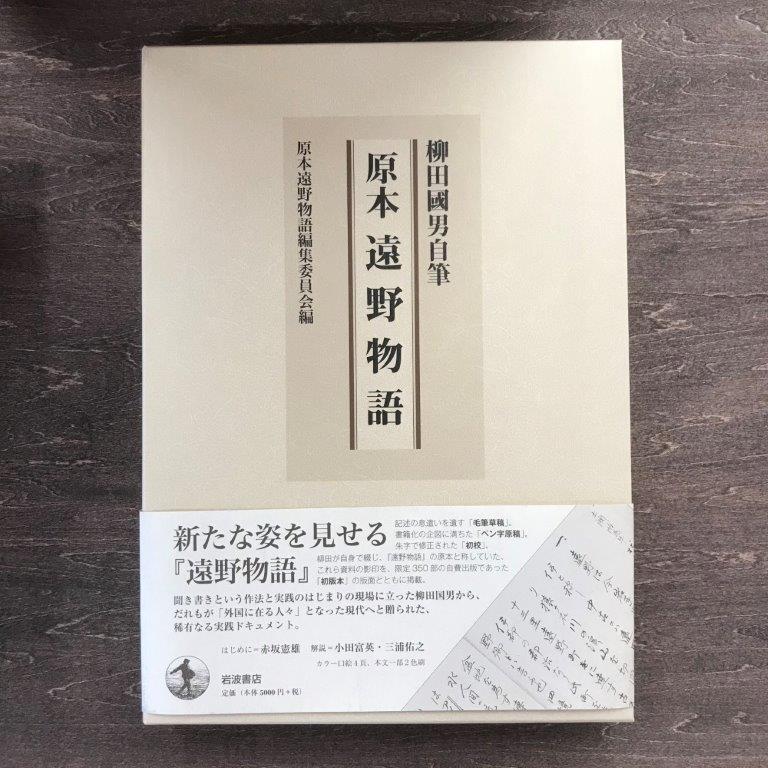 柳田國男自筆
原本 遠野物語
原本遠野物語編集委員会編
新たな姿を見せる
『遠野物語』
記述の息遣いを遺す「毛筆草稿」、
書籍化の企図に満ちた「ペン字原稿」、
朱字で修正された「初校」。
柳田が自身で綴じ、『遠野物語』の原本と称していた、
これら資料の影印を、限定350部の自費出版であった
「初版本」の版面とともに掲載。
聞き書きという作法と実践のはじまりの現場に立った柳田国男から、
だれもが「外国に在る人々」となった現代へと贈られた、
稀有なる実践ドキュメント。
はじめに=赤坂憲雄 解説=小田富英・三浦佑之
カラー口絵4頁、本文一部2色刷
岩波書店
定価(本体5000円+税)